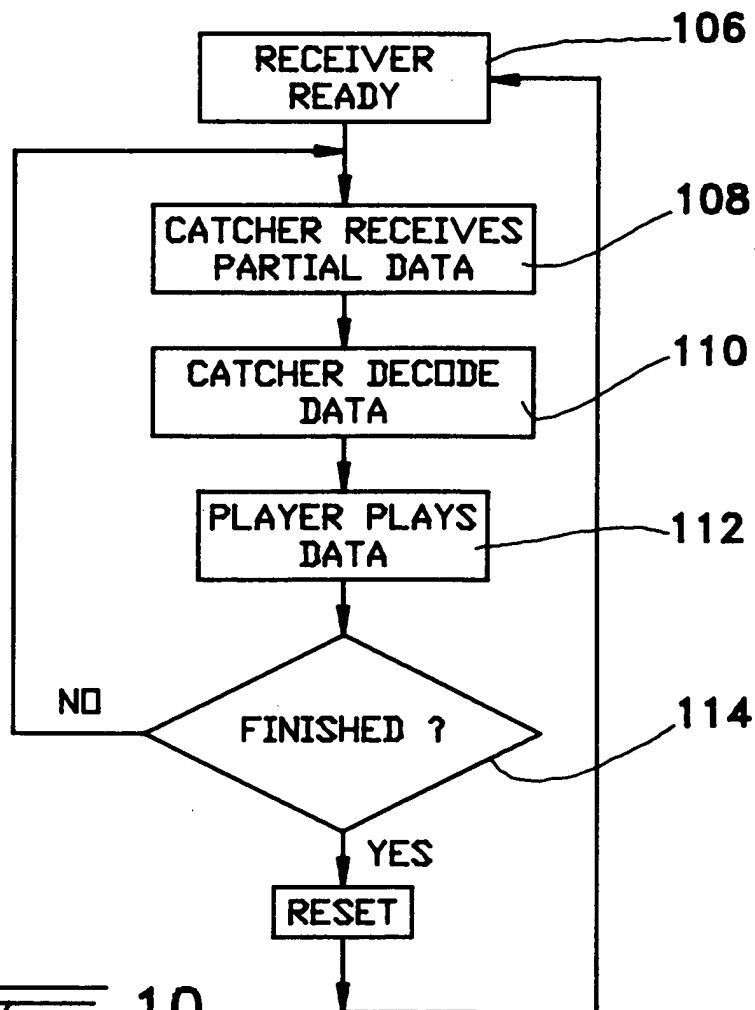 106
RECEIVER
READY
108
CATCHER RECEIVES
PARTIAL DATA
110
CATCHER DECODE
DATA
112
PLAYER PLAYS
DATA
114
FINISHED ?
NO
YES
RESET
10